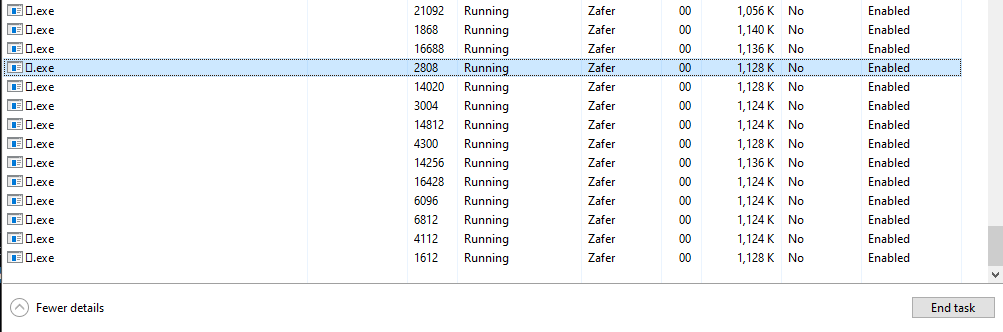 ▯.exe 21092 Running Zafer 00 1,056 K No Enabled
▯.exe 1868 Running Zafer 00 1,140 K No Enabled
▯.exe 16688 Running Zafer 00 1,136 K No Enabled
▯.exe 2808 Running Zafer 00 1,128 K No Enabled
▯.exe 14020 Running Zafer 00 1,128 K No Enabled
▯.exe 3004 Running Zafer 00 1,124 K No Enabled
▯.exe 14812 Running Zafer 00 1,124 K No Enabled
▯.exe 4300 Running Zafer 00 1,128 K No Enabled
▯.exe 14256 Running Zafer 00 1,136 K No Enabled
▯.exe 16428 Running Zafer 00 1,124 K No Enabled
▯.exe 6096 Running Zafer 00 1,124 K No Enabled
▯.exe 6812 Running Zafer 00 1,124 K No Enabled
▯.exe 4112 Running Zafer 00 1,124 K No Enabled
▯.exe 1612 Running Zafer 00 1,128 K No Enabled
Fewer details End task